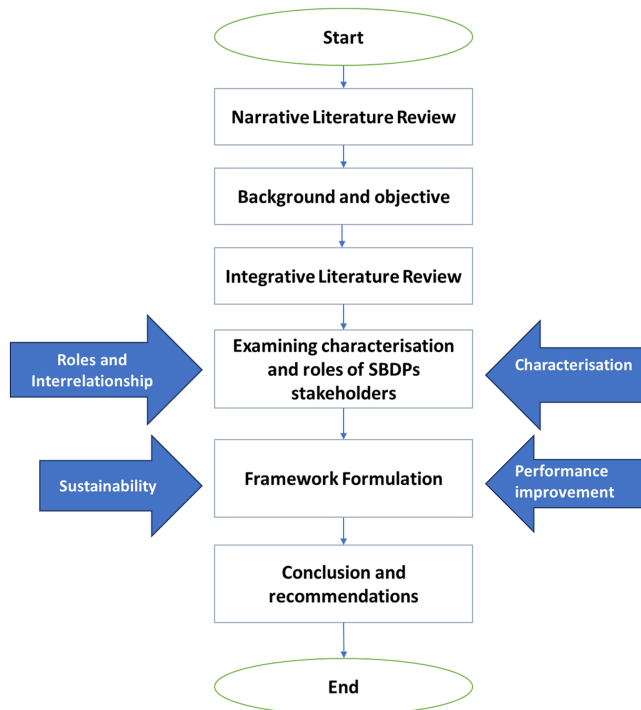 Start
Narrative Literature Review
Background and objective
Integrative Literature Review
Roles and
Interrelationship
Examining characterisation
and roles of SBDPs
stakeholders
Characterisation
Sustainability
Framework Formulation
Performance
improvement
Conclusion and
recommendations
End